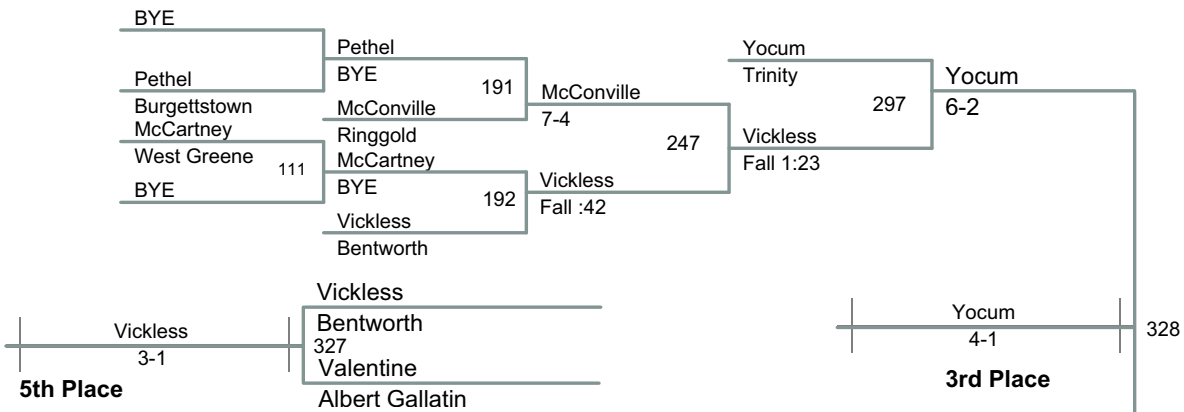 BYE
Pethel
Burgettstown
McCartney
West Greene
111
BYE
Pethel
BYE
191
McConville
Ringgold
McCartney
BYE
192
Vickless
Bentworth
McConville
7-4
247
Vickless
Fall :42
Yocum
Trinity
297
Vickless
Fall 1:23
Yocum
6-2
Vickless
3-1
5th Place
Vickless
Bentworth
327
Valentine
Albert Gallatin
Yocum
4-1
3rd Place
328